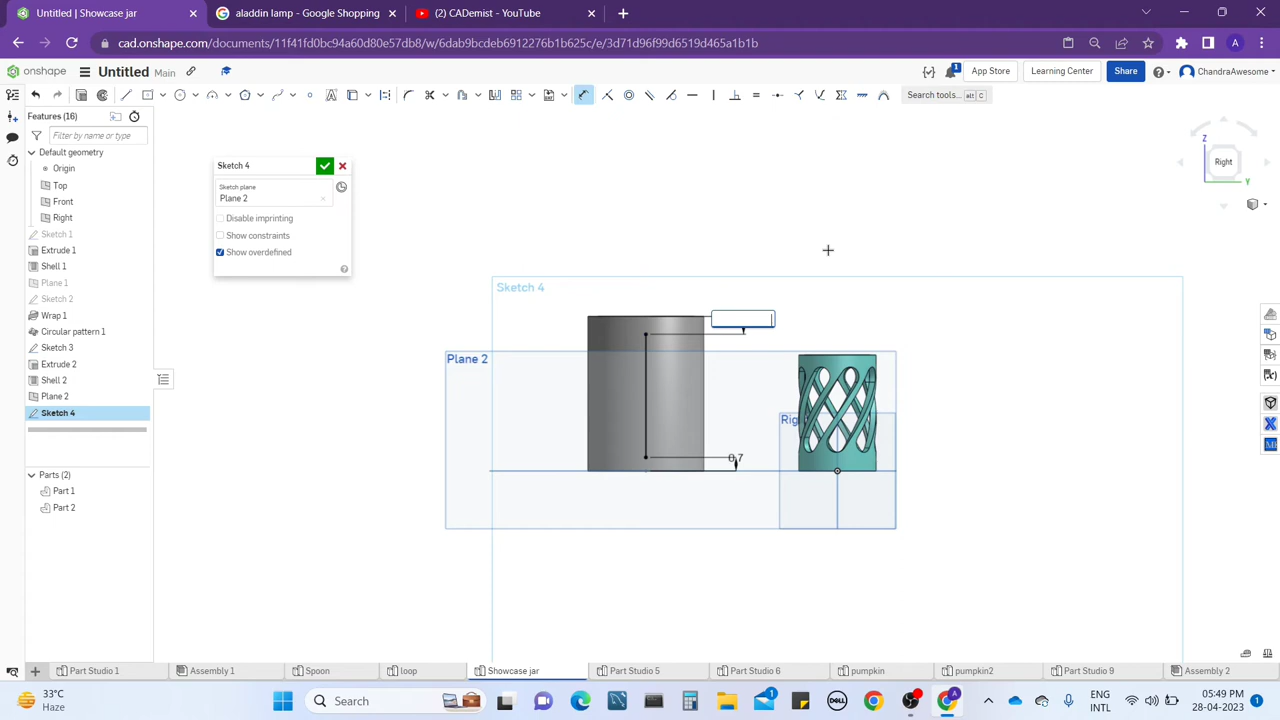 Showcase jar
aladdin lamp - Google Shopping
CADemist - YouTube
cad.onshape.com/documents/11f41fd0bc94a60d80e57db8/w/6dab9bcdeb6912276b1b625c/e/3d71d96f99d6519d465a1b1b
A
onshape
Untitled Main
1
App Store
Learning Center
Share
ChandraAwesome
Search tools... alt C
Features (16)
Filter by name or type
Default geometry
Origin
Top
Front
Right
Sketch 1
Extrude 1
Shell 1
Plane 1
Sketch 2
Wrap 1
Circular pattern 1
Sketch 3
Extrude 2
Shell 2
Plane 2
Sketch 4
Parts (2)
Part 1
Part 2
Sketch 4
Sketch plane
Plane 2
Disable imprinting
Show constraints
Show overdefined
Z
Right
Y
Sketch 4
Plane 2
Rig
0.7
Part Studio 1
Assembly 1
Spoon
loop
Showcase jar
Part Studio 5
Part Studio 6
pumpkin
pumpkin2
Part Studio 9
Assembly 2
33°C
Haze
Search
ENG
INTL
05:49 PM
28-04-2023
1